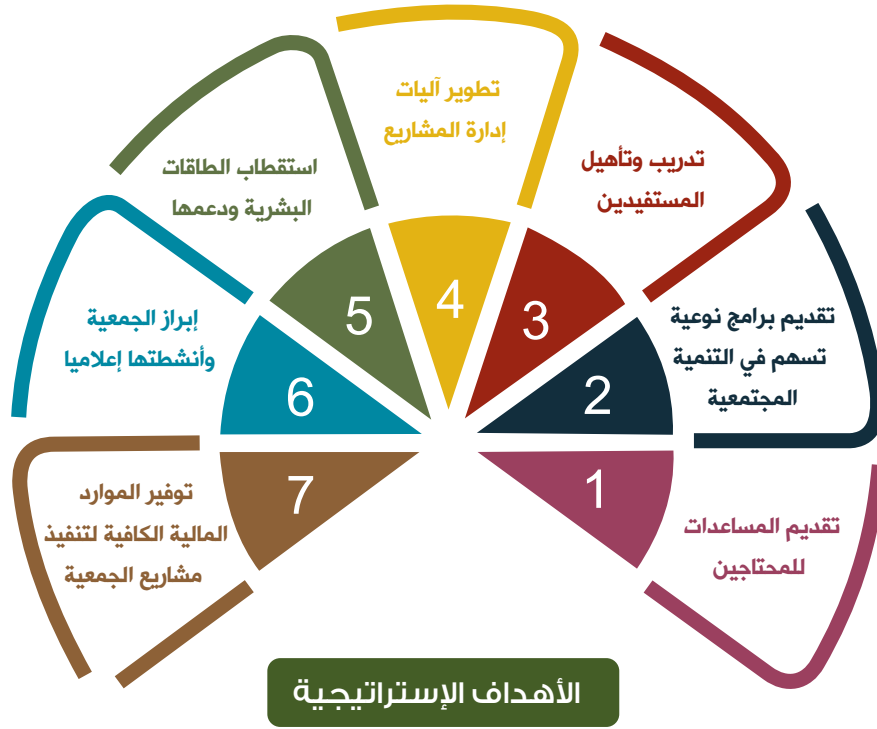 1
تقديم المساعدات
للمحتاجين
2
تقديم برامج نوعية
تسهم في التنمية
المجتمعية
3
تدريب وتأهيل
المستفيدين
4
تطوير آليات
إدارة المشاريع
5
استقطاب الطاقات
البشرية ودعمها
6
إبراز الجمعية
وأنشطتها إعلاميا
7
توفير الموارد
المالية الكافية لتنفيذ
مشاريع الجمعية
الأهداف الإستراتيجية